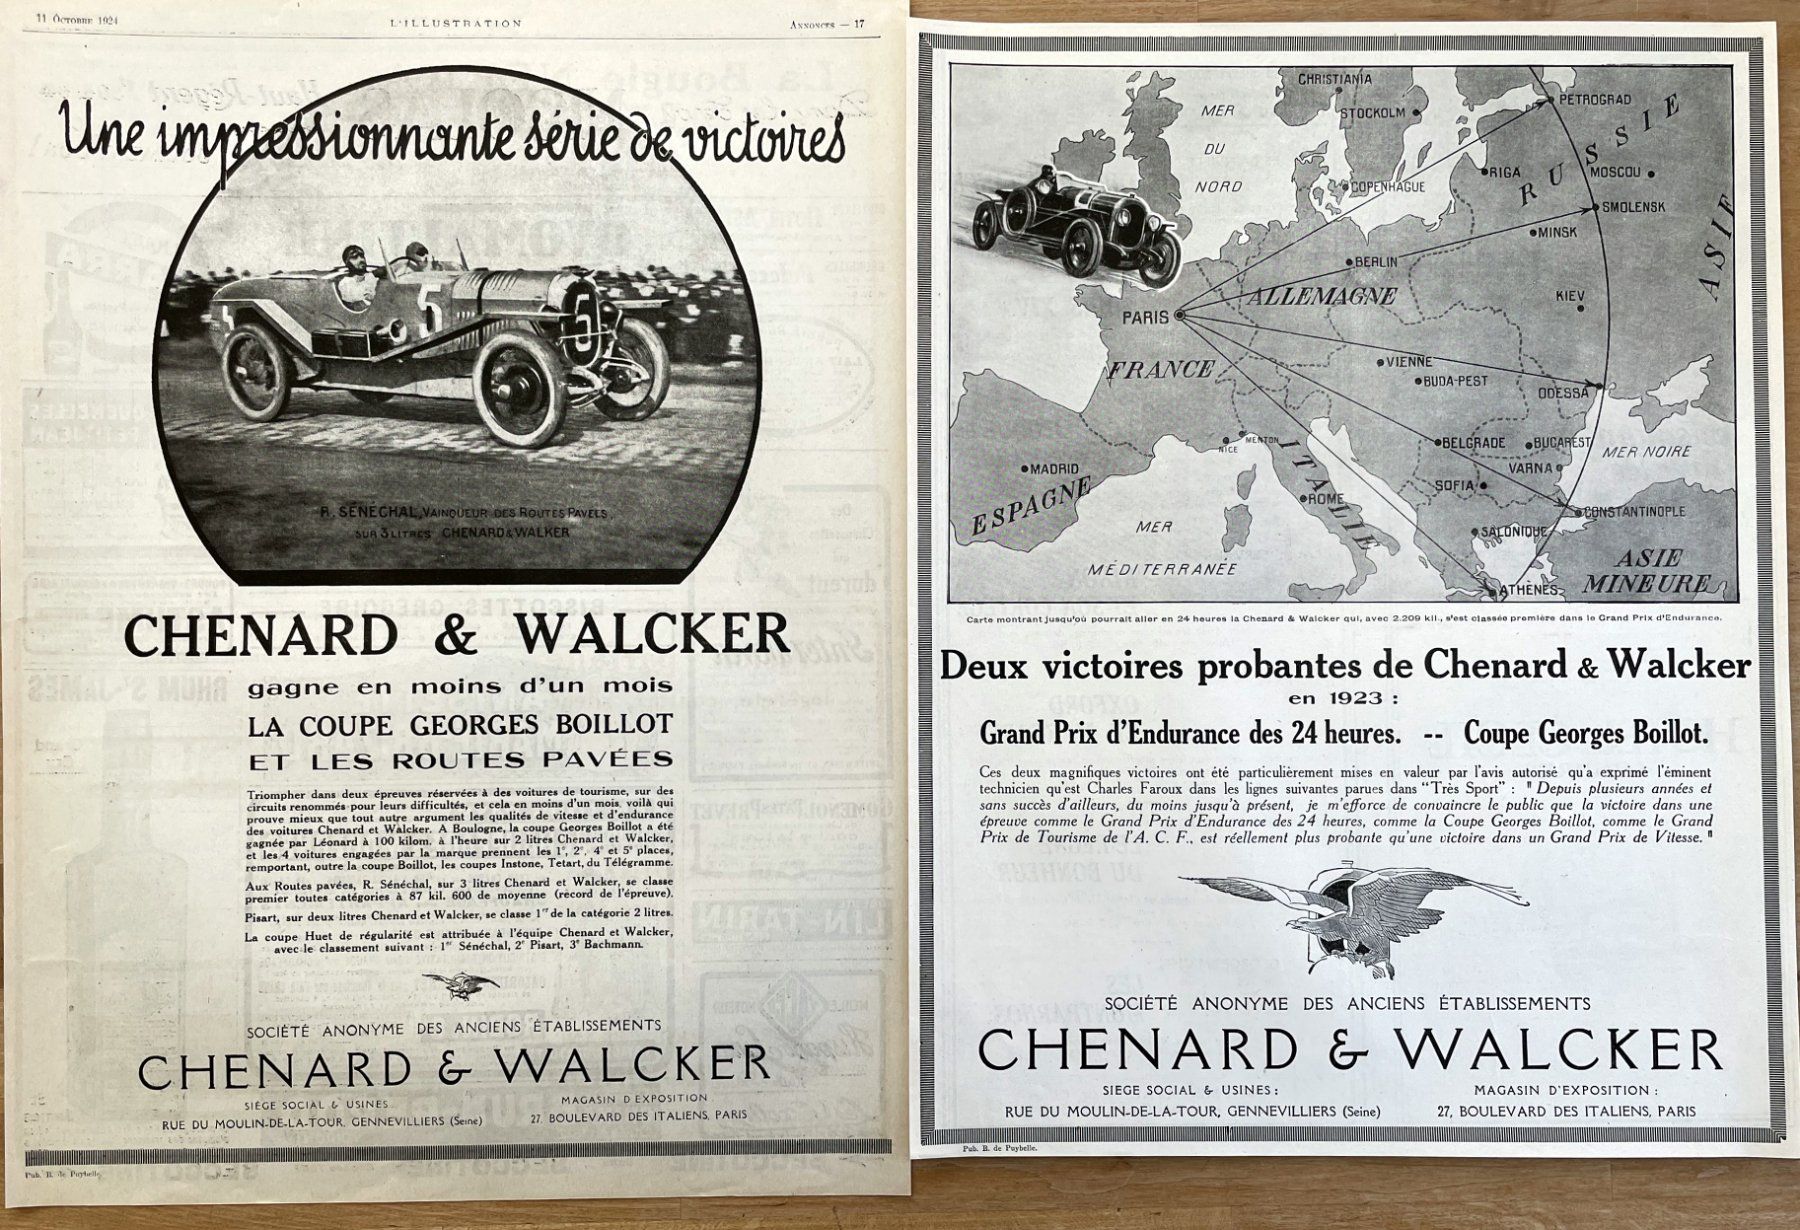 11 Octobre 1924
L'ILLUSTRATION
Annonces — 17
Une impressionnante série de victoires
5
5
R. SÉNÉCHAL, VAINQUEUR DES ROUTES PAVÉES,
SUR 3 LITRES CHENARD & WALCKER
CHENARD & WALCKER
gagne en moins d'un mois
LA COUPE GEORGES BOILLOT
ET LES ROUTES PAVÉES
Triompher dans deux épreuves réservées à des voitures de tourisme, sur des
circuits renommés pour leurs difficultés, et cela en moins d'un mois, voilà qui
prouve mieux que tout autre argument les qualités de vitesse et d'endurance
des voitures Chenard et Walcker. A Boulogne, la coupe Georges Boillot a été
gagnée par Léonard à 100 kilom. à l'heure sur 2 litres Chenard et Walcker,
et les 4 voitures engagées par la marque prennent les 1e, 2e, 4e et 5e places,
remportant, outre la coupe Boillot, les coupes Instone, Tetart, du Télégramme.
Aux Routes pavées, R. Sénéchal, sur 3 litres Chenard et Walcker, se classe
premier toutes catégories à 87 kil. 600 de moyenne (record de l'épreuve).
Pisart, sur deux litres Chenard et Walcker, se classe 1er de la catégorie 2 litres.
La coupe Huet de régularité est attribuée à l'équipe Chenard et Walcker,
avec le classement suivant : 1er Sénéchal, 2e Pisart, 3e Bachmann.
SOCIÉTÉ ANONYME DES ANCIENS ÉTABLISSEMENTS
CHENARD & WALCKER
SIÈGE SOCIAL & USINES
RUE DU MOULIN-DE-LA-TOUR, GENNEVILLIERS (Seine)
MAGASIN D'EXPOSITION
27, BOULEVARD DES ITALIENS, PARIS
Pub. B. de Puybelle.
CHRISTIANIA
STOCKOLM
PETROGRAD
MER
DU
NORD
RUSSIE
RIGA
MOSCOU
COPENHAGUE
SMOLENSK
MINSK
ASIE
BERLIN
ALLEMAGNE
KIEV
PARIS
FRANCE
VIENNE
BUDA-PEST
ODESSA
NICE
MENTON
ITALIE
BELGRADE
BUCAREST
MER NOIRE
MADRID
VARNA
SOFIA
ESPAGNE
ROME
CONSTANTINOPLE
MER
SALONIQUE
MÉDITERRANÉE
ASIE
MINEURE
ATHÈNES
Carte montrant jusqu'où pourrait aller en 24 heures la Chenard & Walcker qui, avec 2.209 kil., s'est classée première dans le Grand Prix d'Endurance.
Deux victoires probantes de Chenard & Walcker
en 1923 :
Grand Prix d'Endurance des 24 heures. -- Coupe Georges Boillot.
Ces deux magnifiques victoires ont été particulièrement mises en valeur par l'avis autorisé qu'a exprimé l'éminent
technicien qu'est Charles Faroux dans les lignes suivantes parues dans "Très Sport" : " Depuis plusieurs années et
sans succès d'ailleurs, du moins jusqu'à présent, je m'efforce de convaincre le public que la victoire dans une
épreuve comme le Grand Prix d'Endurance des 24 heures, comme la Coupe Georges Boillot, comme le Grand
Prix de Tourisme de l'A. C. F., est réellement plus probante qu'une victoire dans un Grand Prix de Vitesse. "
SOCIÉTÉ ANONYME DES ANCIENS ÉTABLISSEMENTS
CHENARD & WALCKER
SIEGE SOCIAL & USINES :
RUE DU MOULIN-DE-LA-TOUR, GENNEVILLIERS (Seine)
MAGASIN D'EXPOSITION :
27, BOULEVARD DES ITALIENS, PARIS
Pub. B. de Puybelle.